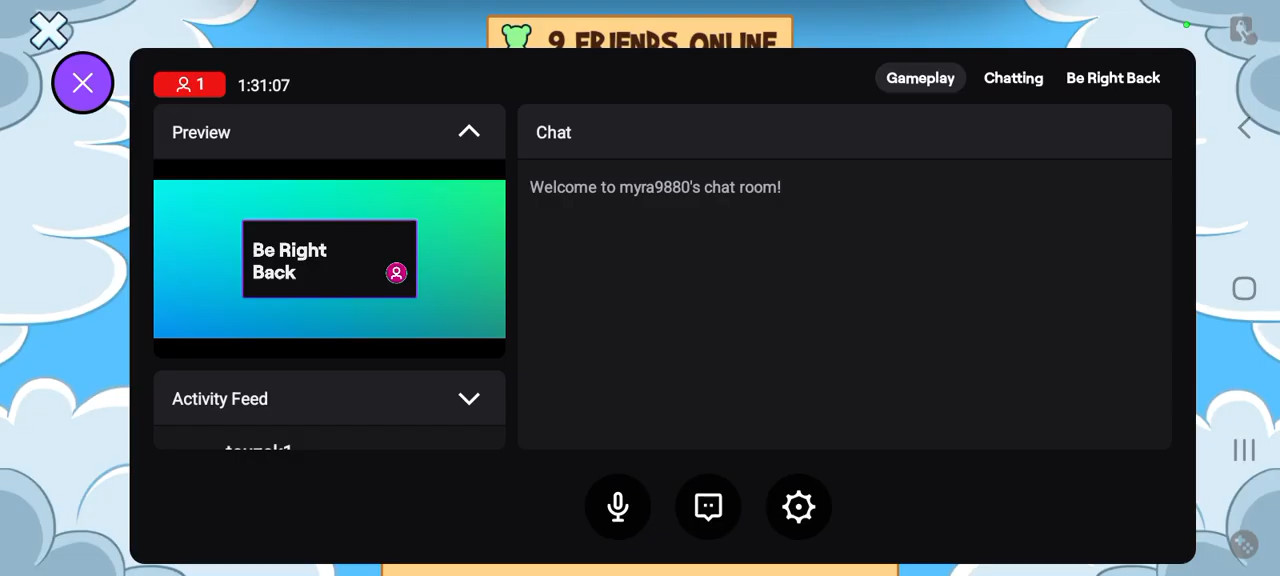 9 FRIENDS ONLINE
1 1:31:07
Gameplay Chatting Be Right Back
Preview
Be Right
Back
Activity Feed
Chat
Welcome to myra9880's chat room!